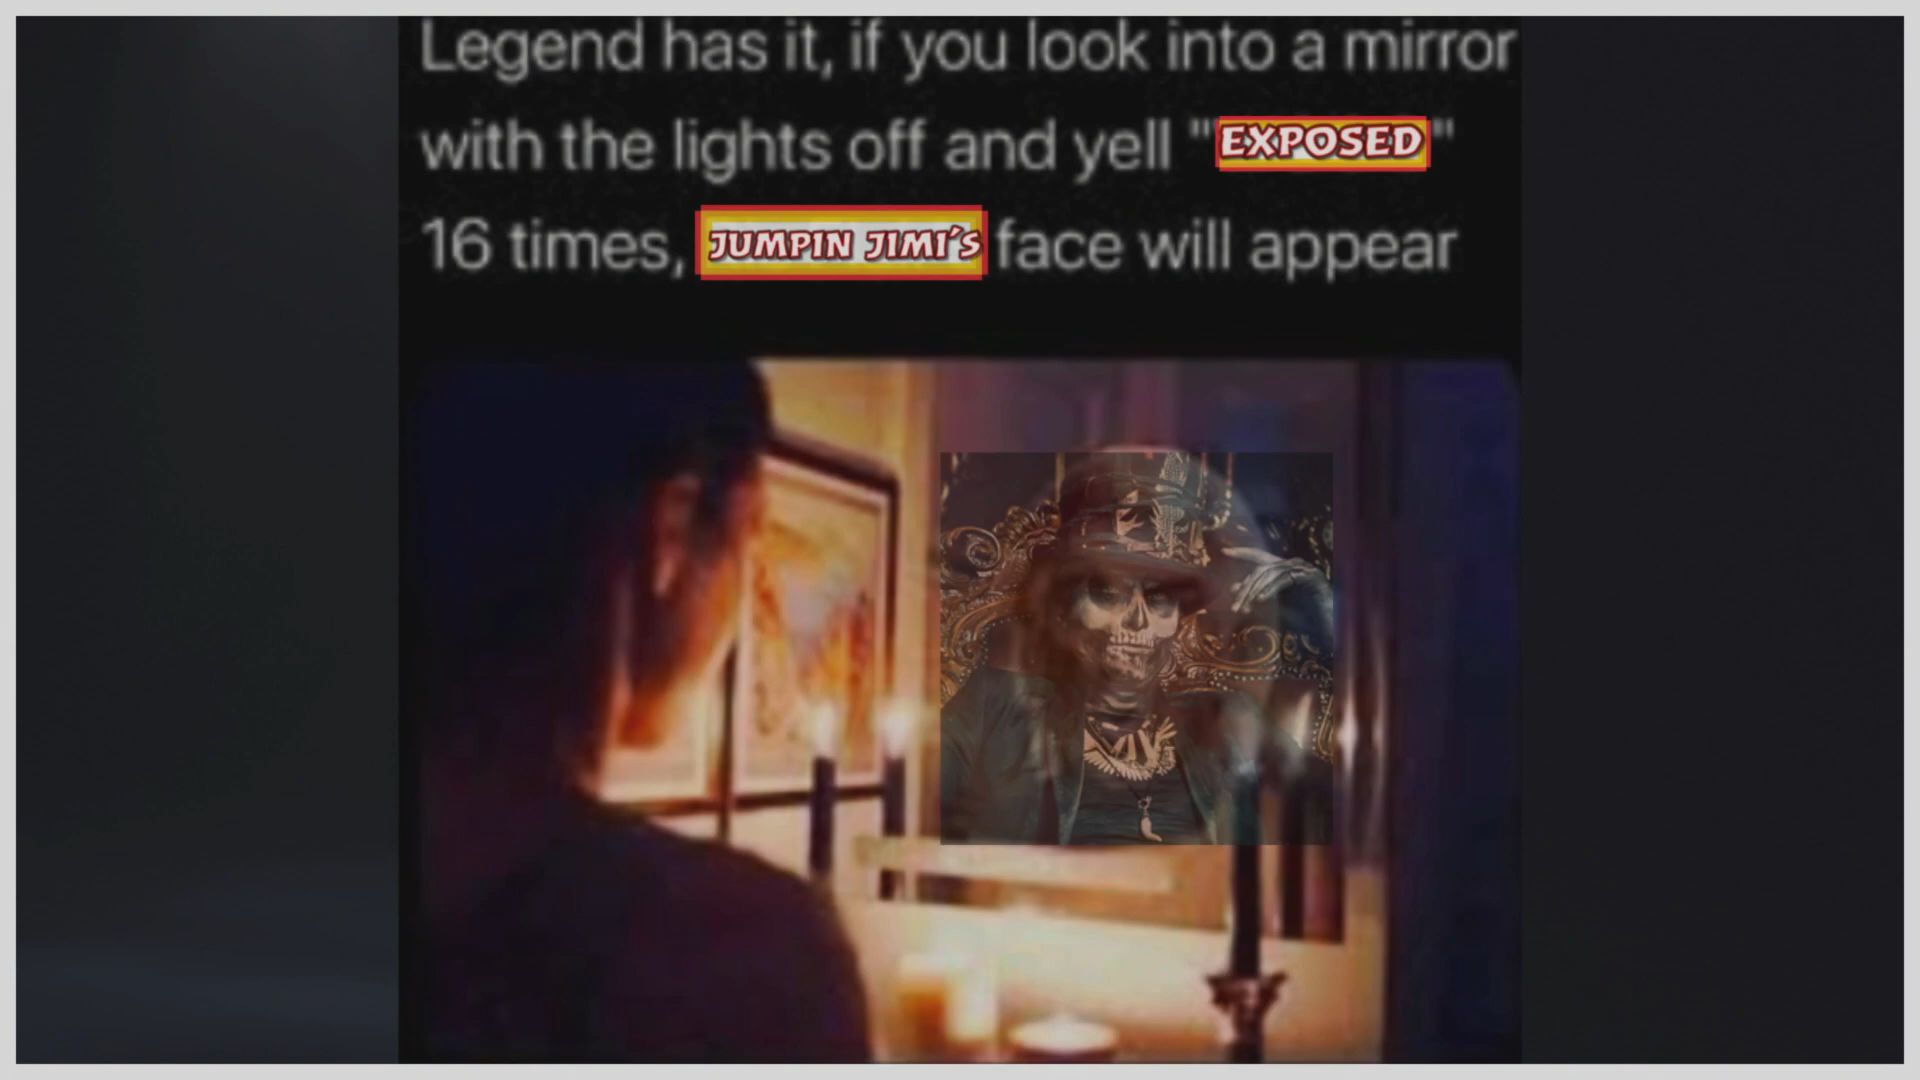 Legend has it, if you look into a mirror
with the lights off and yell "EXPOSED"
16 times, JUMPIN JIMI´s face will appear